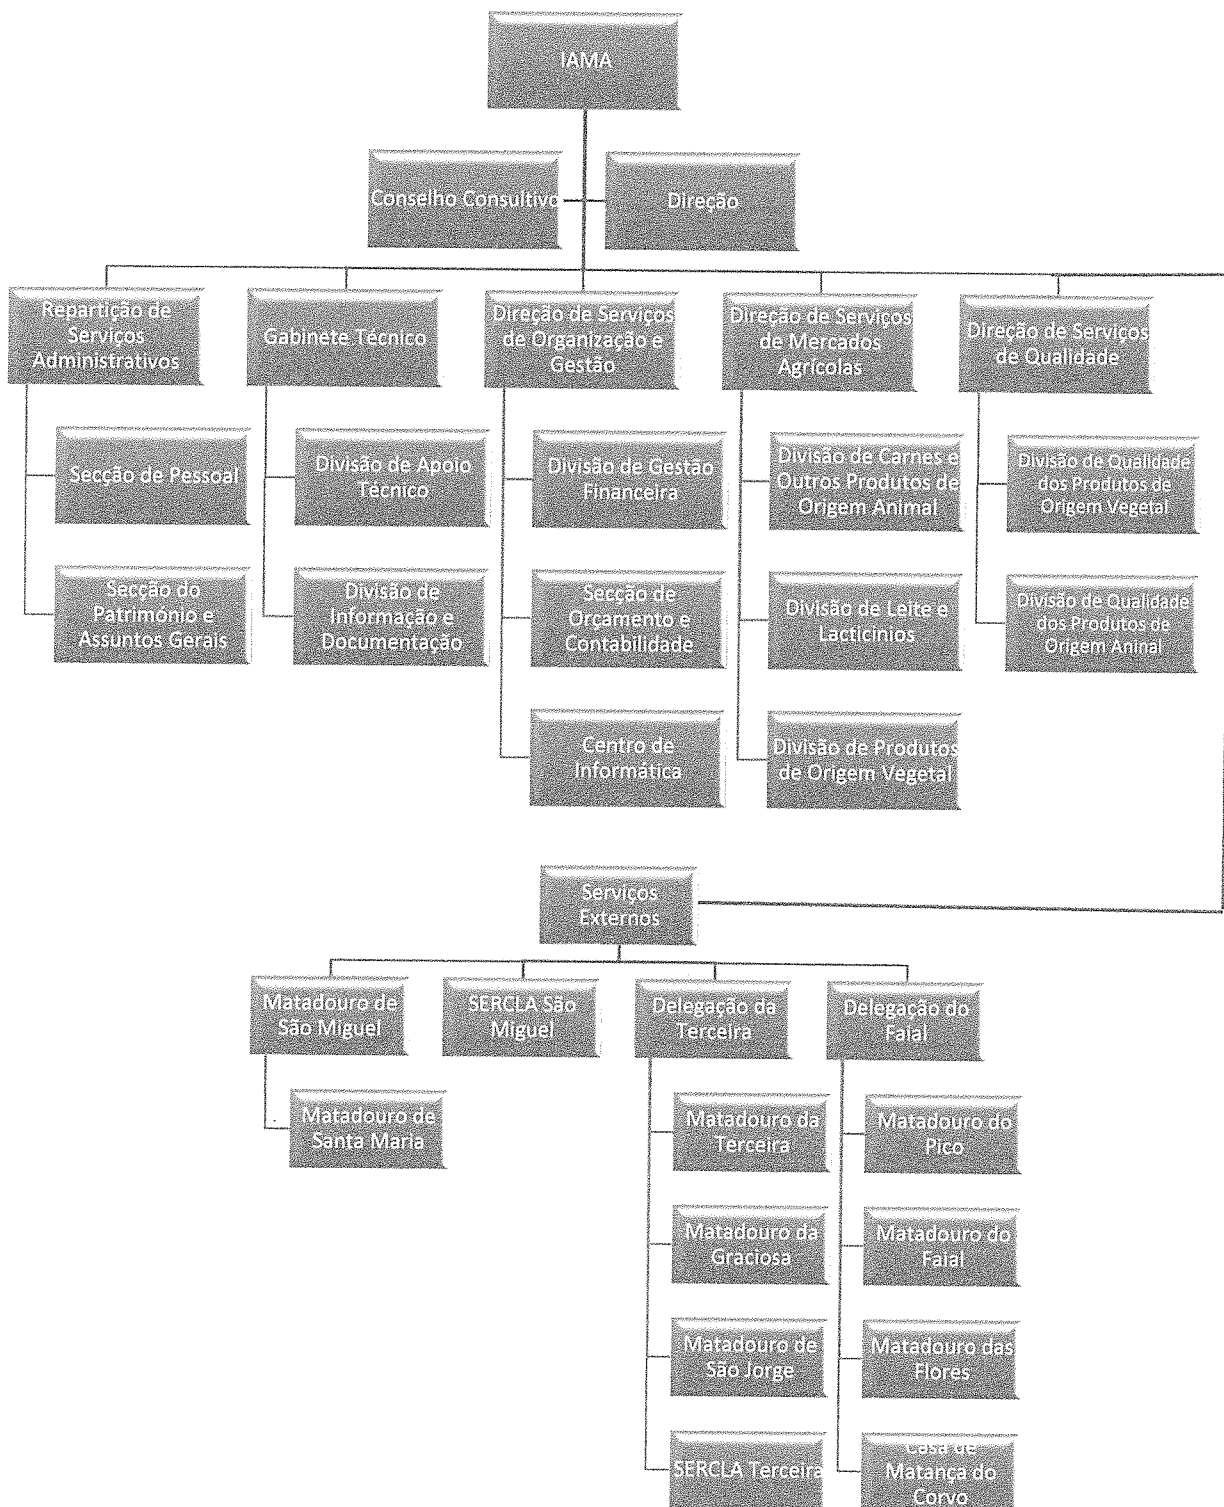 IAMA
Conselho Consultivo
Direção
Repartição de
Serviços
Administrativos
Gabinete Técnico
Direção de Serviços
de Organização e
Gestão
Direção de Serviços
de Mercados
Agrícolas
Direção de Serviços
de Qualidade
Secção de Pessoal
Divisão de Apoio
Técnico
Divisão de Gestão
Financeira
Divisão de Carnes e
Outros Produtos de
Origem Animal
Divisão de Qualidade
dos Produtos de
Origem Vegetal
Secção do
Património e
Assuntos Gerais
Divisão de
Informação e
Documentação
Secção de
Orçamento e
Contabilidade
Divisão de Leite e
Lacticinios
Divisão de Qualidade
dos Produtos de
Origem Aninal
Centro de
Informática
Divisão de Produtos
de Origem Vegetal
Serviços
Externos
Matadouro de
São Miguel
SERCLA São
Miguel
Delegação da
Terceira
Delegação do
Faial
Matadouro de
Santa Maria
Matadouro da
Terceira
Matadouro do
Pico
Matadouro da
Graciosa
Matadouro do
Faial
Matadouro de
São Jorge
Matadouro das
Flores
SERCLA Terceira
Casa de
Matança do
Corvo